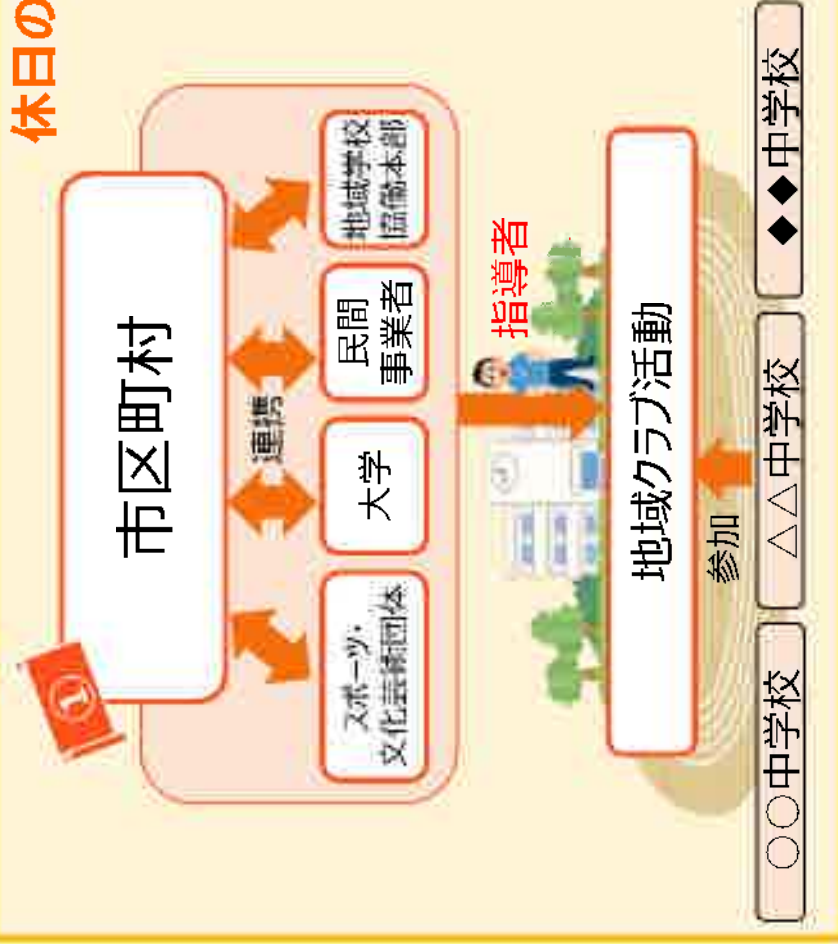 休日の
①
市区町村
連携
スポーツ・
文化芸術団体
大学
民間
事業者
地域学校
協働本部
指導者
地域クラブ活動
参加
○○中学校
△△中学校
◆◆中学校